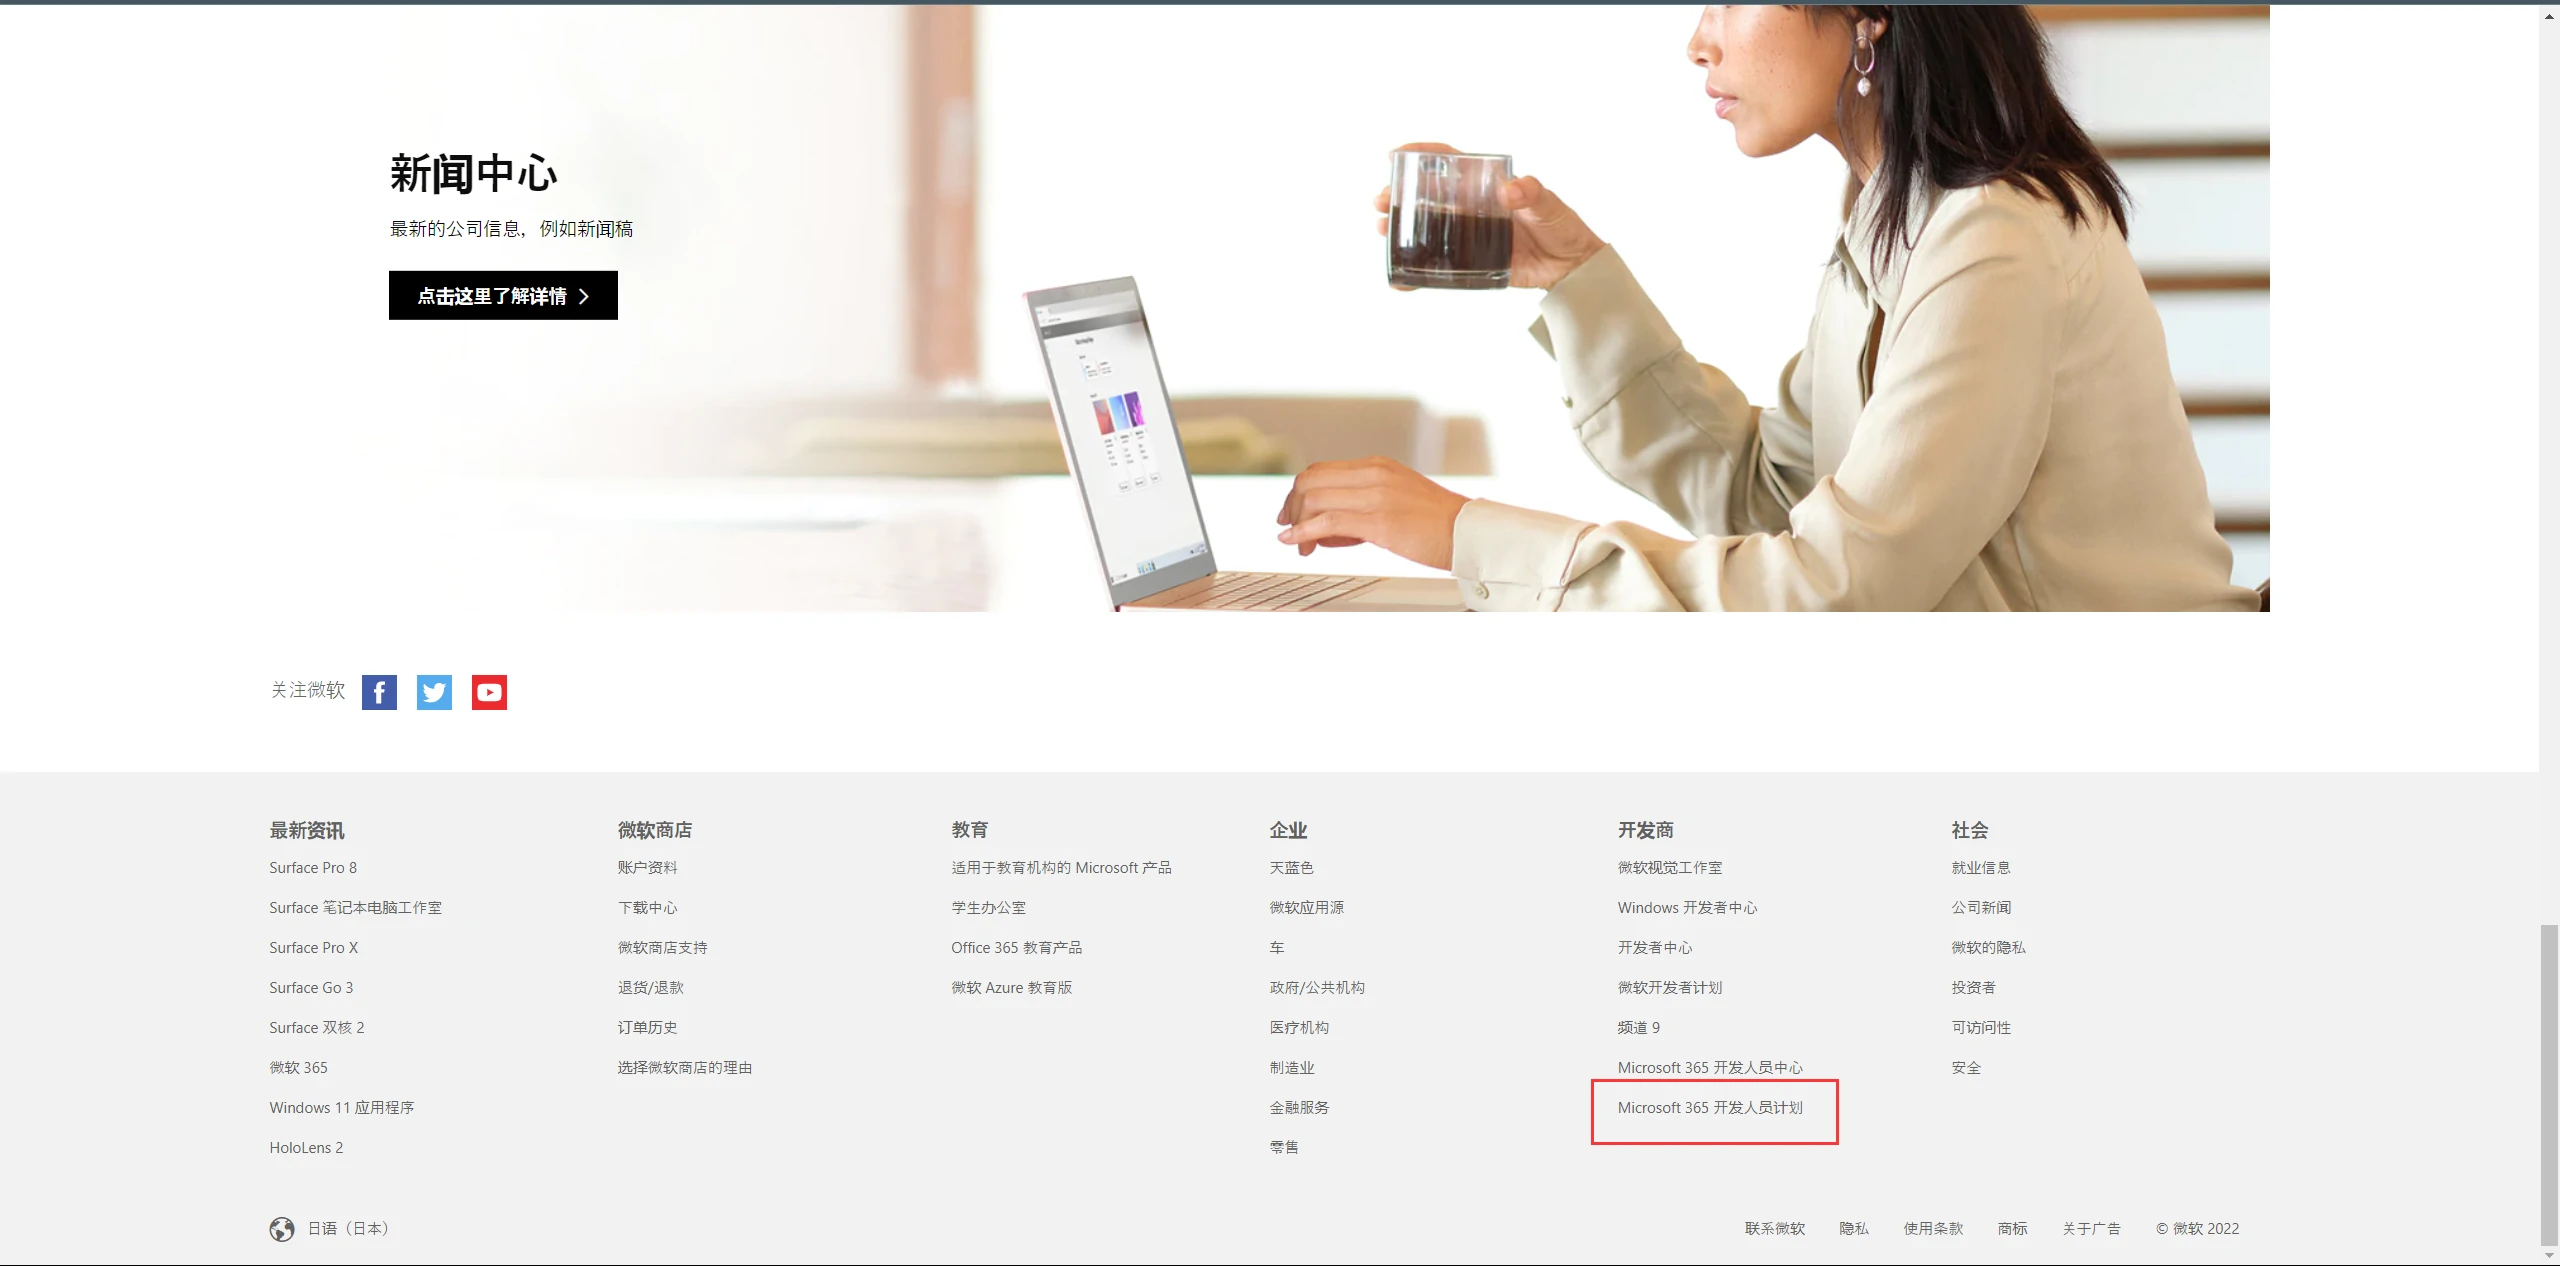 新闻中心
最新的公司信息，例如新闻稿
点击这里了解详情
关注微软
最新资讯
Surface Pro 8
Surface 笔记本电脑工作室
Surface Pro X
Surface Go 3
Surface 双核 2
微软 365
Windows 11 应用程序
HoloLens 2
微软商店
账户资料
下载中心
微软商店支持
退货/退款
订单历史
选择微软商店的理由
教育
适用于教育机构的 Microsoft 产品
学生办公室
Office 365 教育产品
微软 Azure 教育版
企业
天蓝色
微软应用源
车
政府/公共机构
医疗机构
制造业
金融服务
零售
开发商
微软视觉工作室
Windows 开发者中心
开发者中心
微软开发者计划
频道 9
Microsoft 365 开发人员中心
Microsoft 365 开发人员计划
社会
就业信息
公司新闻
微软的隐私
投资者
可访问性
安全
日语（日本）
联系微软 隐私 使用条款 商标 关于广告 © 微软 2022